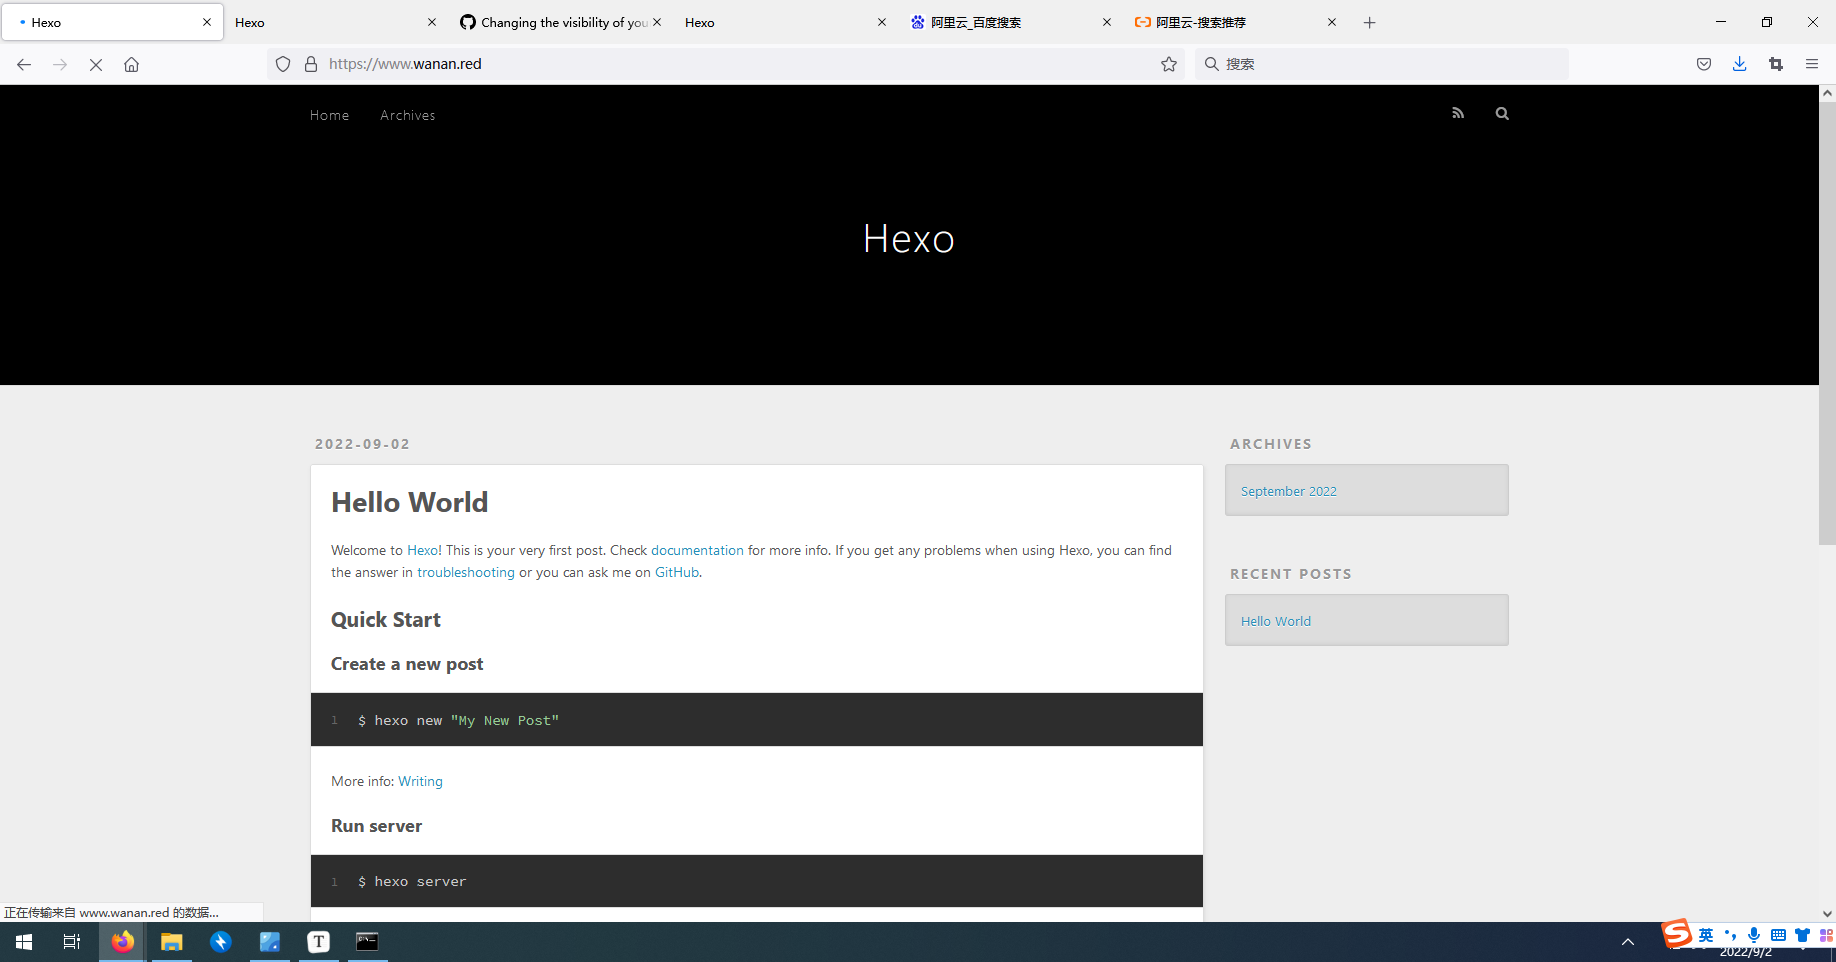 Hexo
Hexo
Changing the visibility of you
Hexo
阿里云_百度搜索
阿里云-搜索推荐
https://www.wanan.red
搜索
Home
Archives
Hexo
2022-09-02
Hello World
Welcome to Hexo! This is your very first post. Check documentation for more info. If you get any problems when using Hexo, you can find
the answer in troubleshooting or you can ask me on GitHub.
Quick Start
Create a new post
1 $ hexo new "My New Post"
More info: Writing
Run server
1 $ hexo server
ARCHIVES
September 2022
RECENT POSTS
Hello World
正在传输来自 www.wanan.red 的数据...
T
S
英
2022/9/2